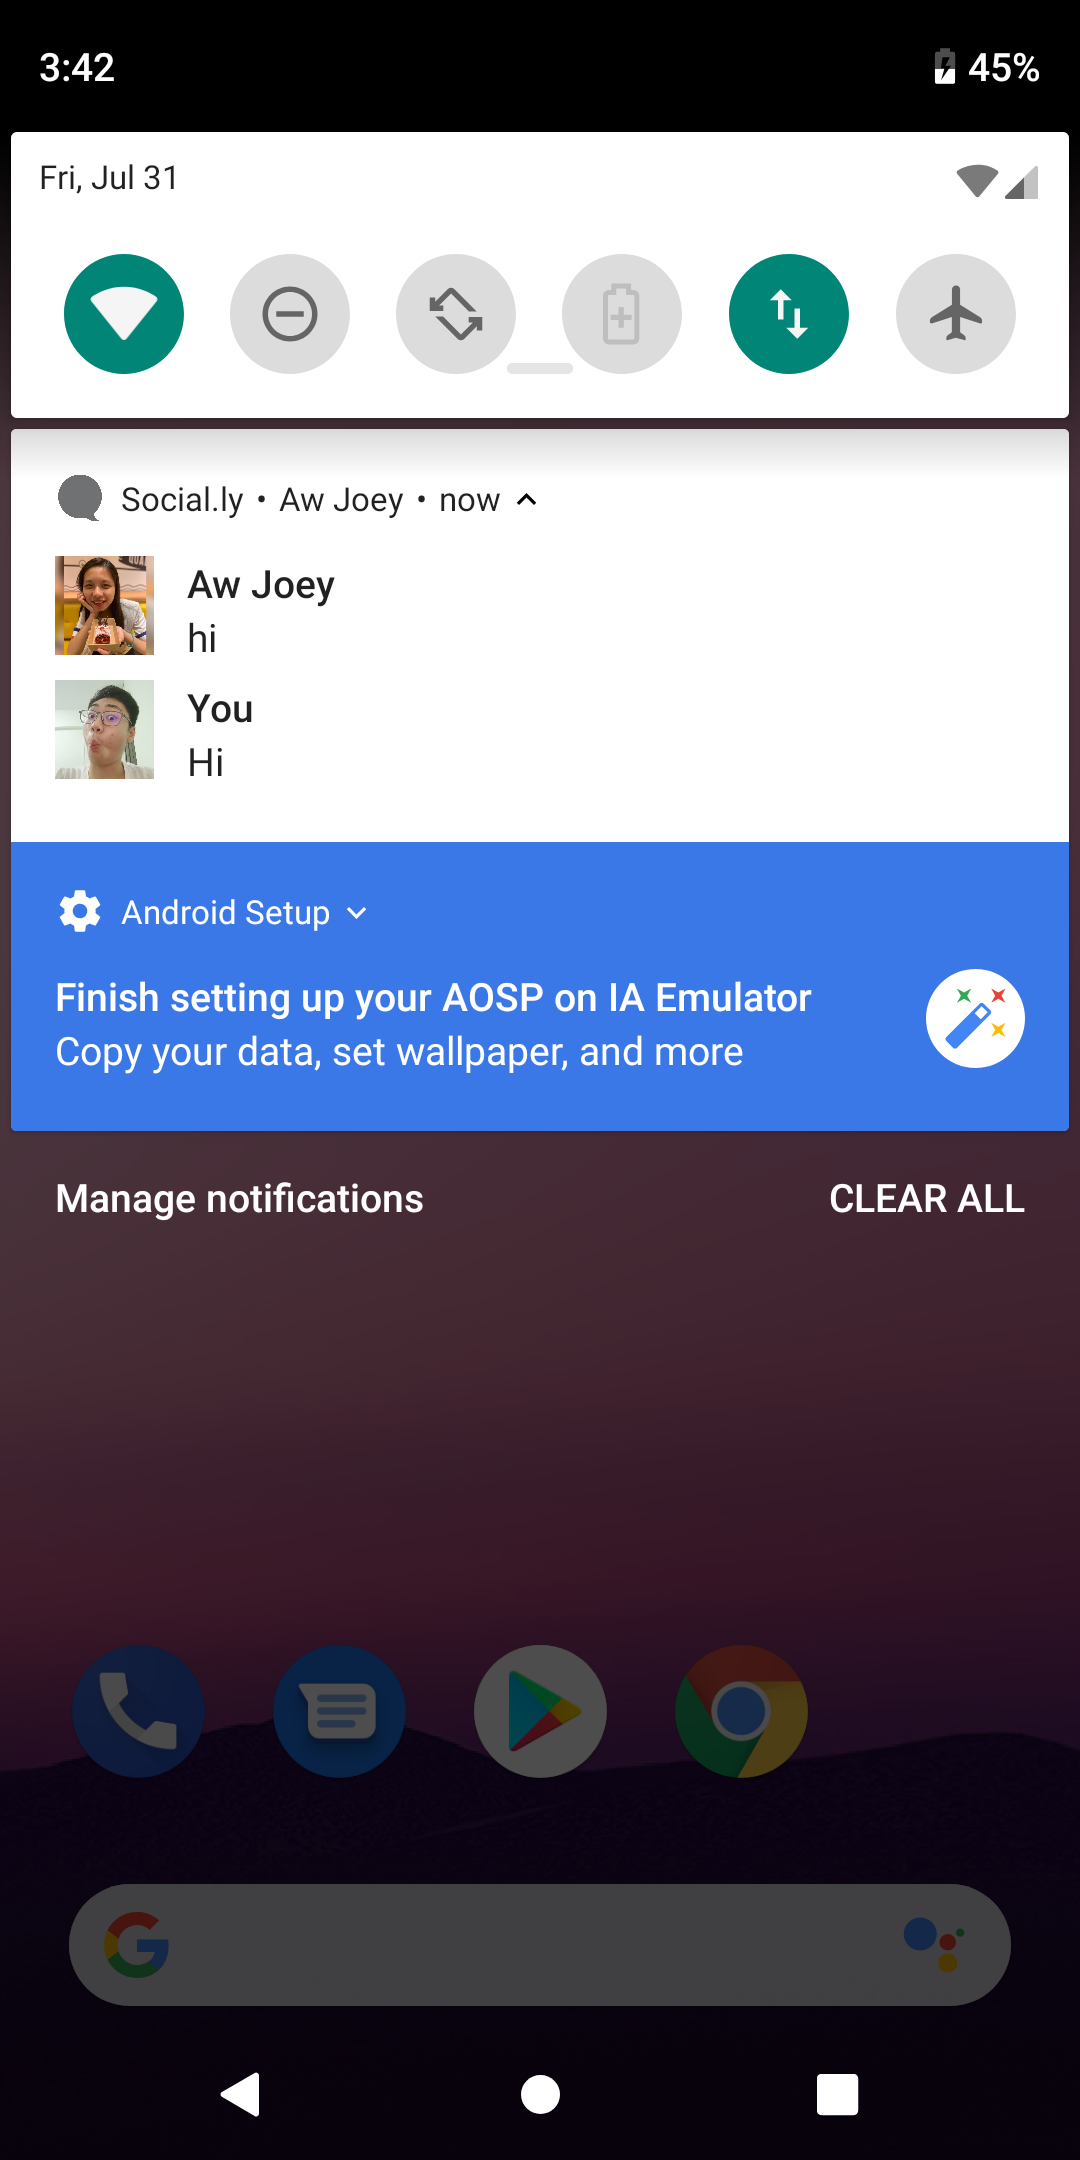 3:42
45%
Fri, Jul 31
Social.ly • Aw Joey • now
Aw Joey
hi
You
Hi
Android Setup
Finish setting up your AOSP on IA Emulator
Copy your data, set wallpaper, and more
Manage notifications
CLEAR ALL